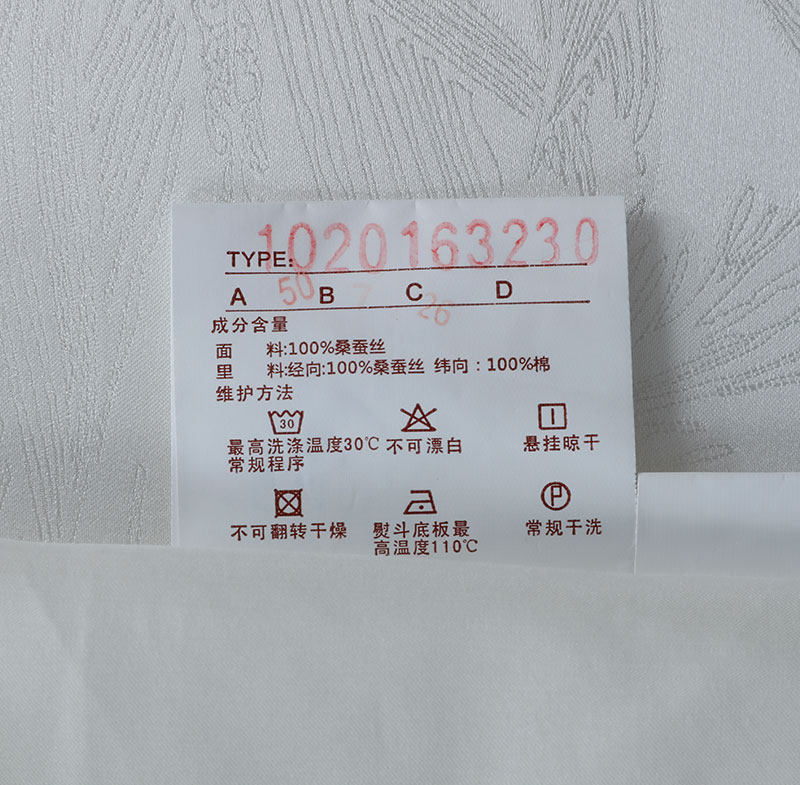 TYPE: 1020163230
A 50 B 7 C 26 D
成分含量
面 料:100%桑蚕丝
里 料:经向:100%桑蚕丝 纬向：100%棉
维护方法
30
最高洗涤温度30℃ 不可漂白 悬挂晾干
常规程序
P
不可翻转干燥 熨斗底板最 常规干洗
高温度110℃